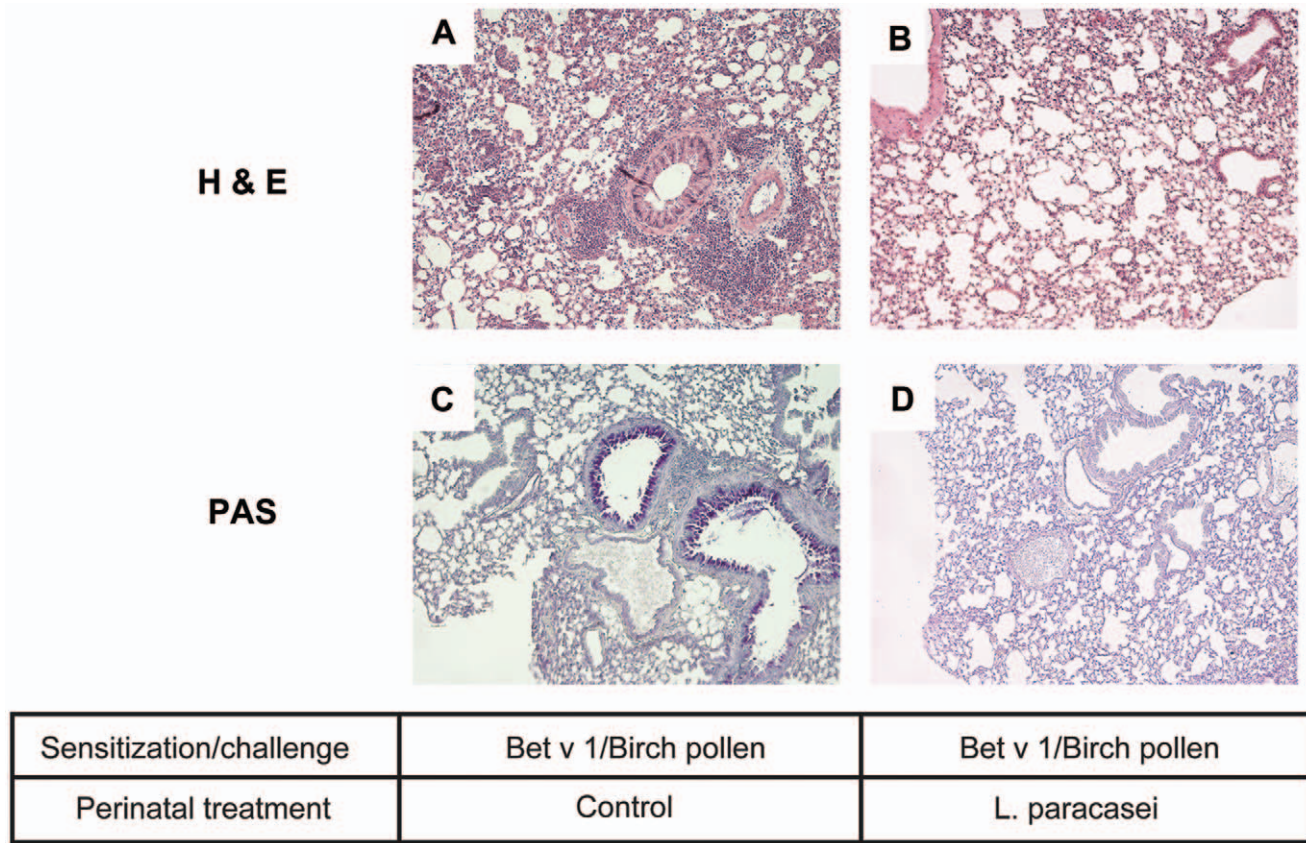 A
B
H & E
C
D
PAS
Sensitization/challenge Bet v 1/Birch pollen Bet v 1/Birch pollen
Perinatal treatment Control L. paracasei